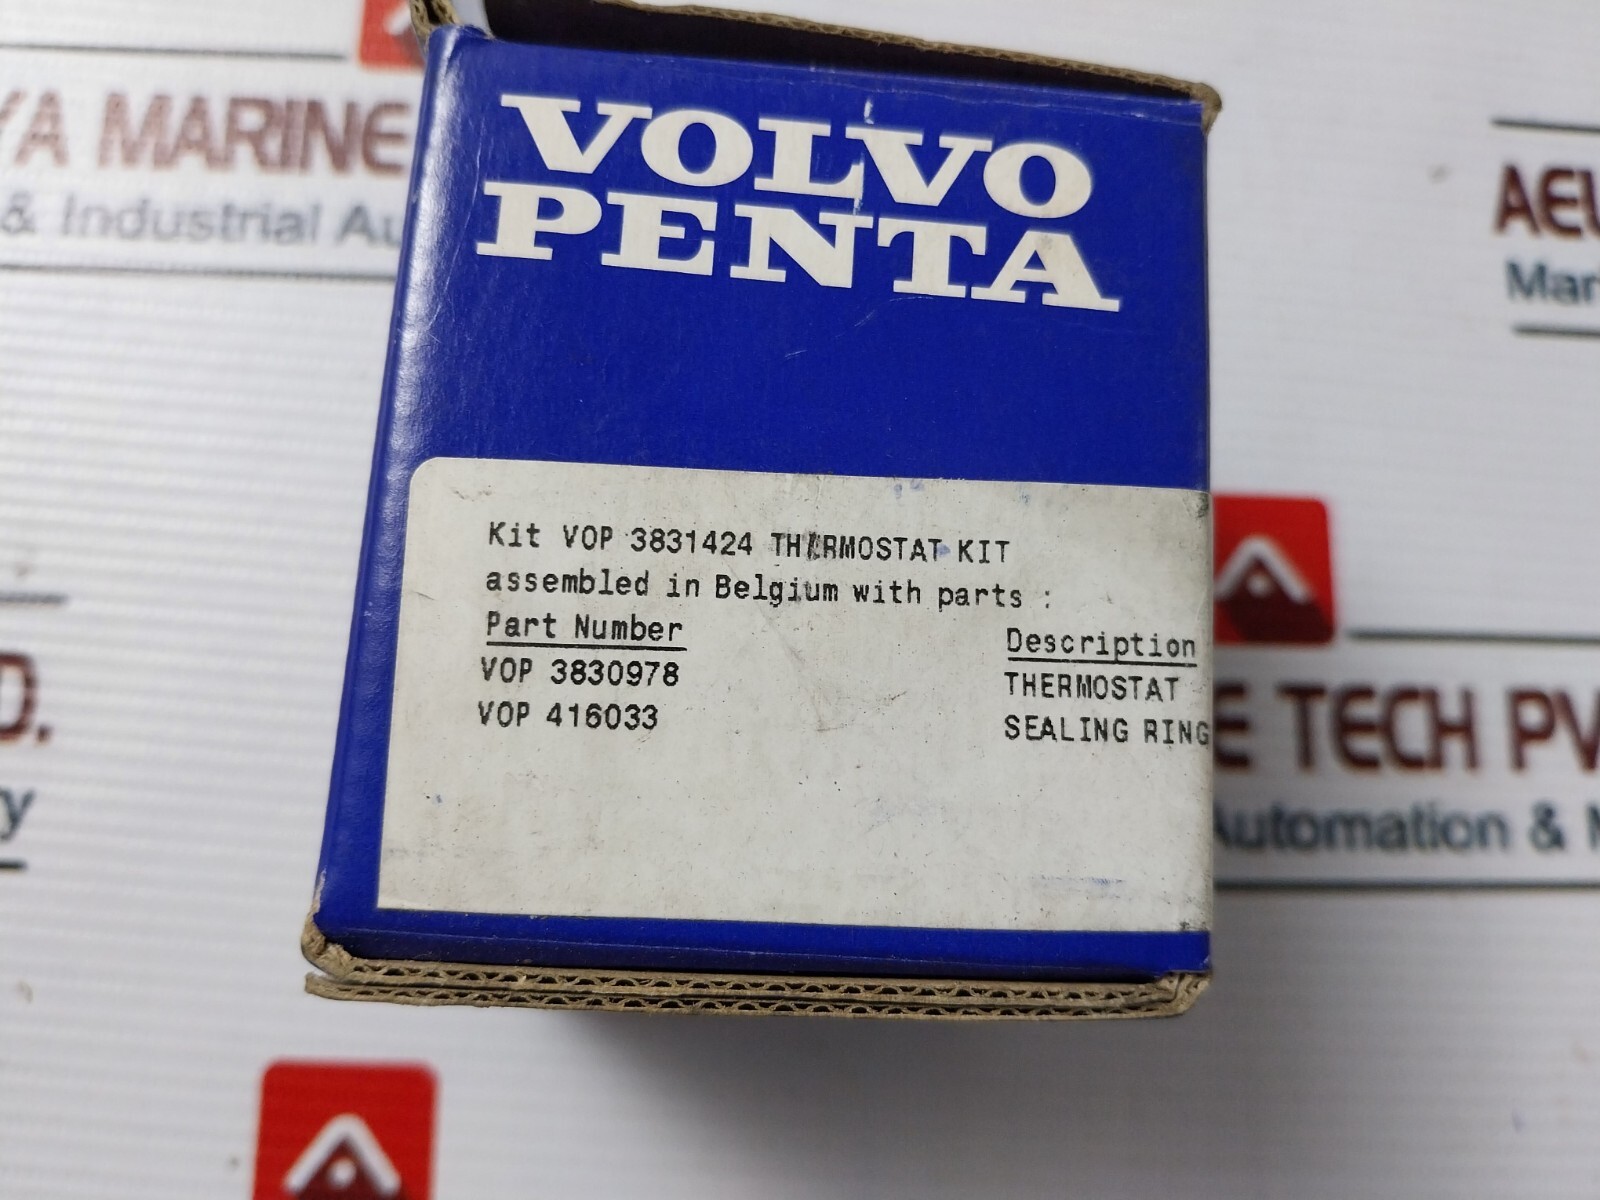 VOLVO
PENTA
Kit VOP 3831424 THERMOSTAT KIT
assembled in Belgium with parts :
Part Number Description
VOP 3830978 THERMOSTAT
VOP 416033 SEALING RING
YA MARINE
& Industrial Au
AEU
Mar
D.
y
E TECH PV
Automation & M